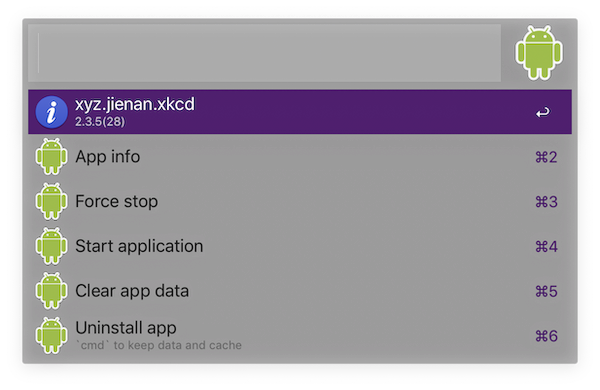 xyz.jienan.xkcd
2.3.5(28)
App info ⌘2
Force stop ⌘3
Start application ⌘4
Clear app data ⌘5
Uninstall app ⌘6
`cmd` to keep data and cache